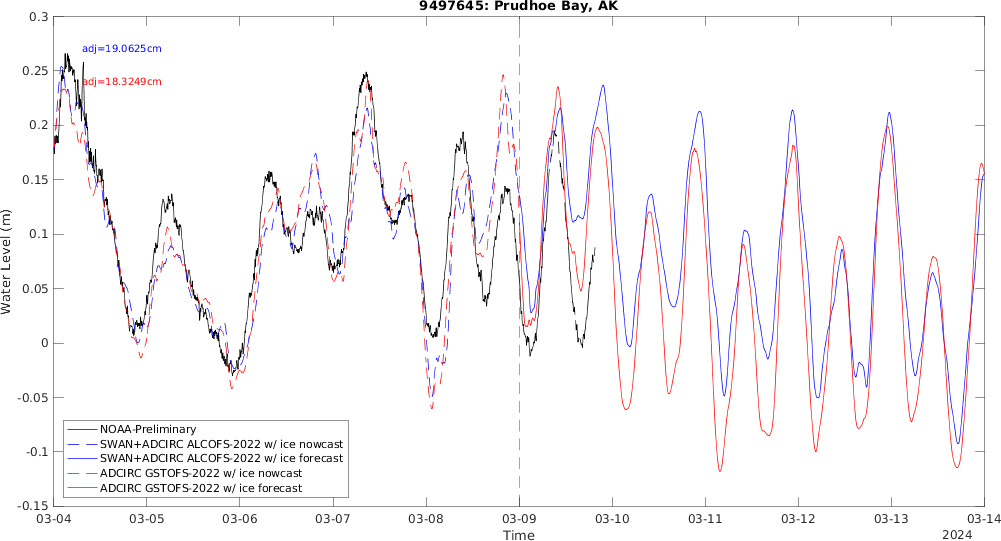 9497645: Prudhoe Bay, AK
adj=19.0625cm
adj=18.3249cm
0.3
0.25
0.2
0.15
0.1
0.05
0
-0.05
-0.1
-0.15
Water Level (m)
NOAA-Preliminary
SWAN+ADCIRC ALCOFS-2022 w/ ice nowcast
SWAN+ADCIRC ALCOFS-2022 w/ ice forecast
ADCIRC GSTOFS-2022 w/ ice nowcast
ADCIRC GSTOFS-2022 w/ ice forecast
03-04 03-05 03-06 03-07 03-08 03-09 03-10 03-11 03-12 03-13 03-14
Time
2024